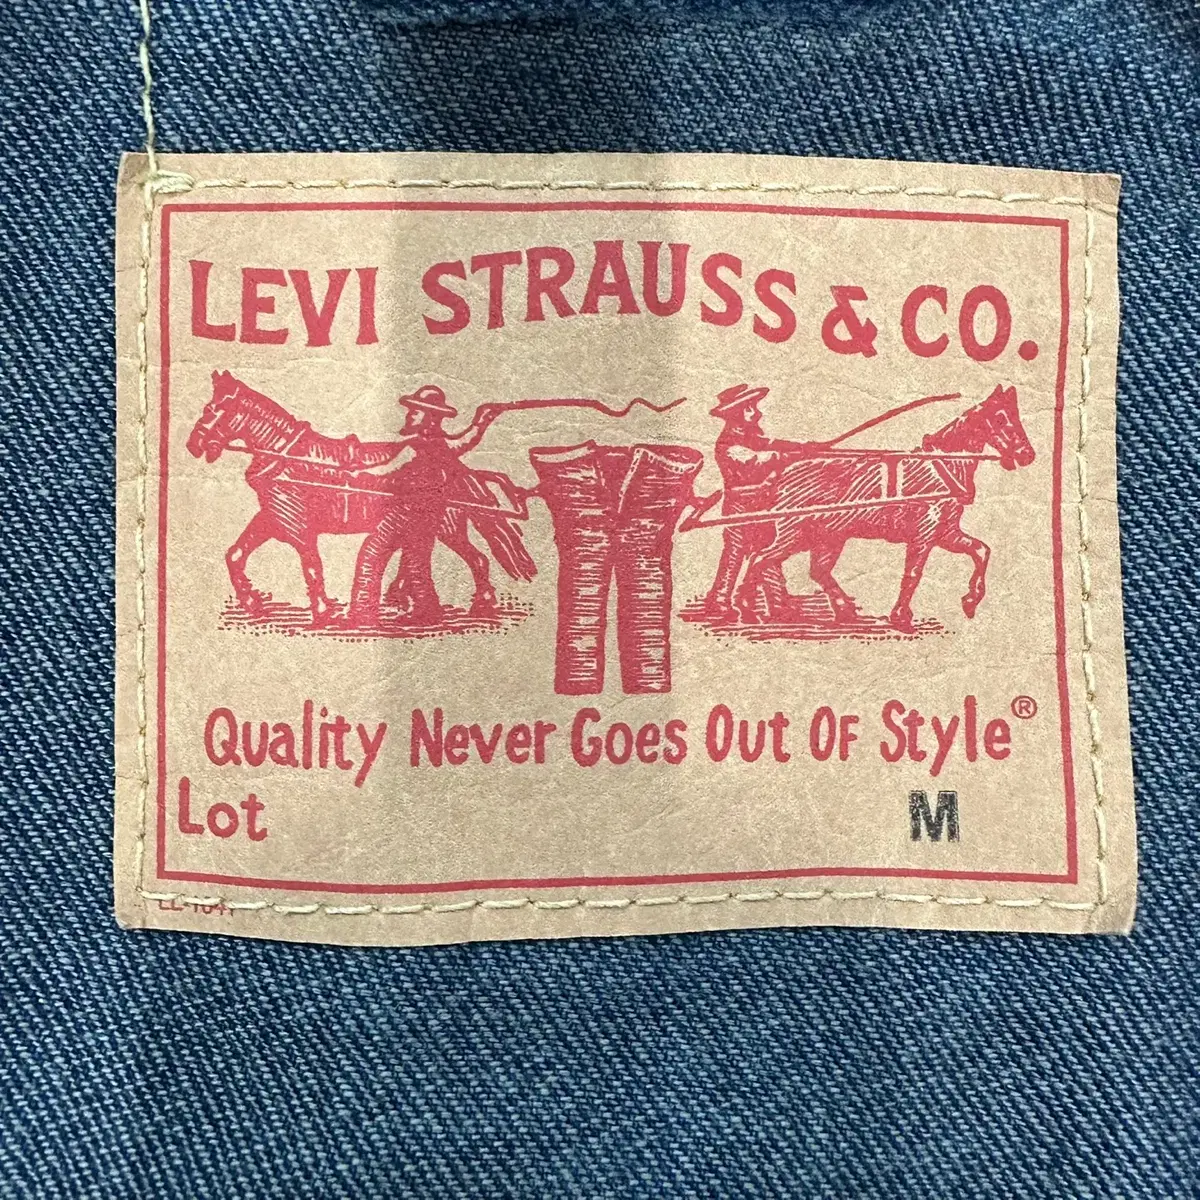 LEVI STRAUSS & CO.
Quality Never Goes Out Of Style®
Lot M